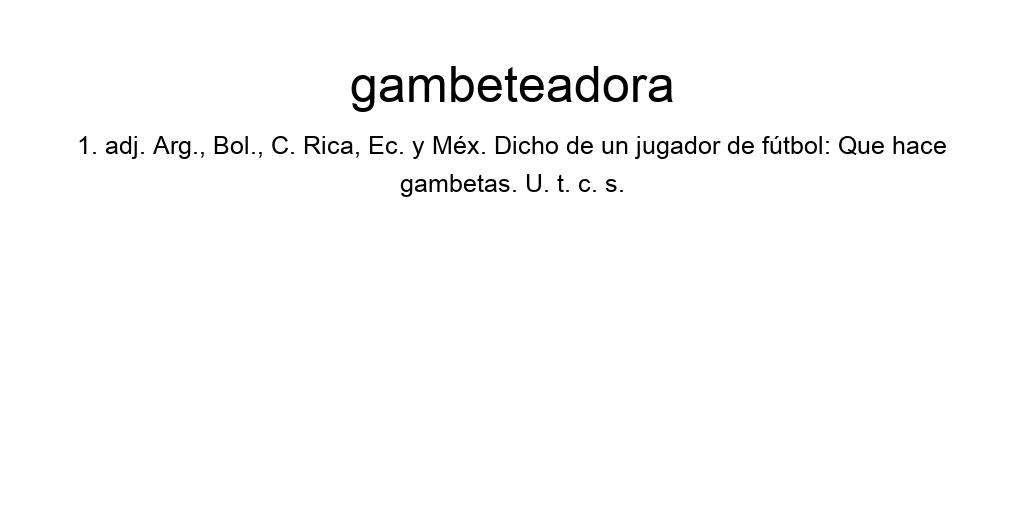 gambeteadora
1. adj. Arg., Bol., C. Rica, Ec. y Méx. Dicho de un jugador de fútbol: Que hace
gambetas. U. t. c. s.